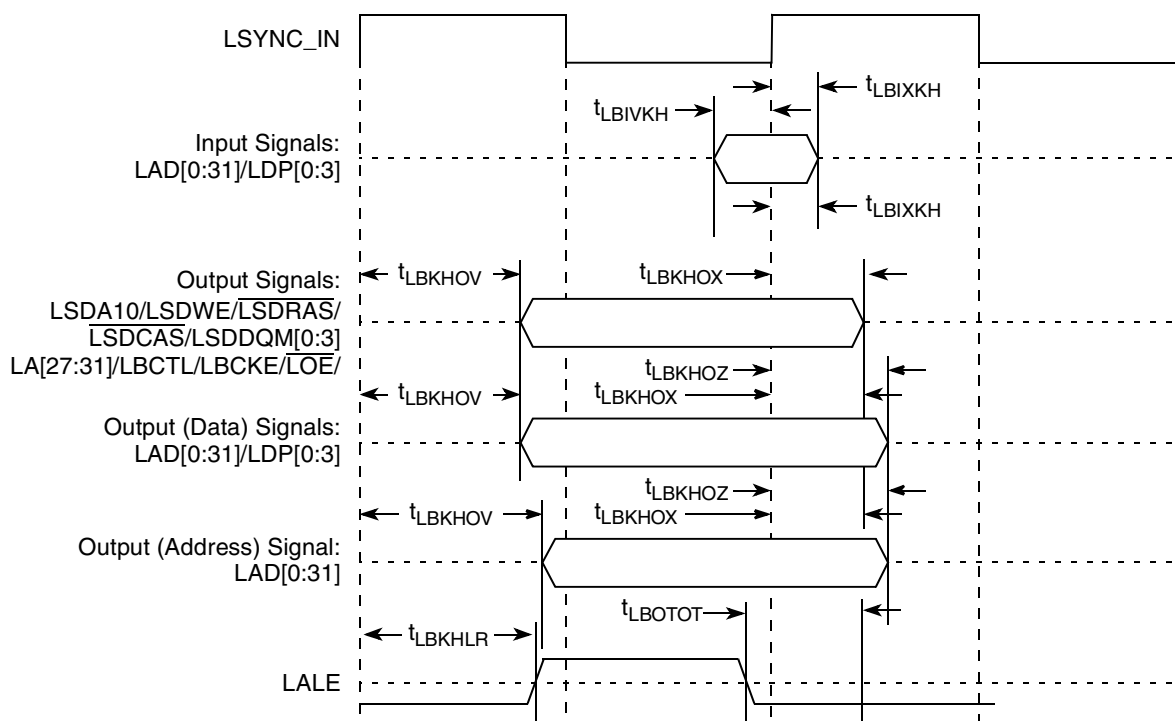 LSYNC_IN
tLBIXKH
tLBIVKH
Input Signals:
LAD[0:31]/LDP[0:3]
tLBIXKH
Output Signals:
tLBKHOV
tLBKHOX
LSDA10/LSDWE/LSDRAS/
LSDCAS/LSDDQM[0:3]
LA[27:31]/LBCTL/LBCKE/LOE/
tLBKHOZ
tLBKHOV
tLBKHOX
Output (Data) Signals:
LAD[0:31]/LDP[0:3]
tLBKHOZ
tLBKHOV
tLBKHOX
Output (Address) Signal:
LAD[0:31]
tLBOTOT
tLBKHLR
LALE